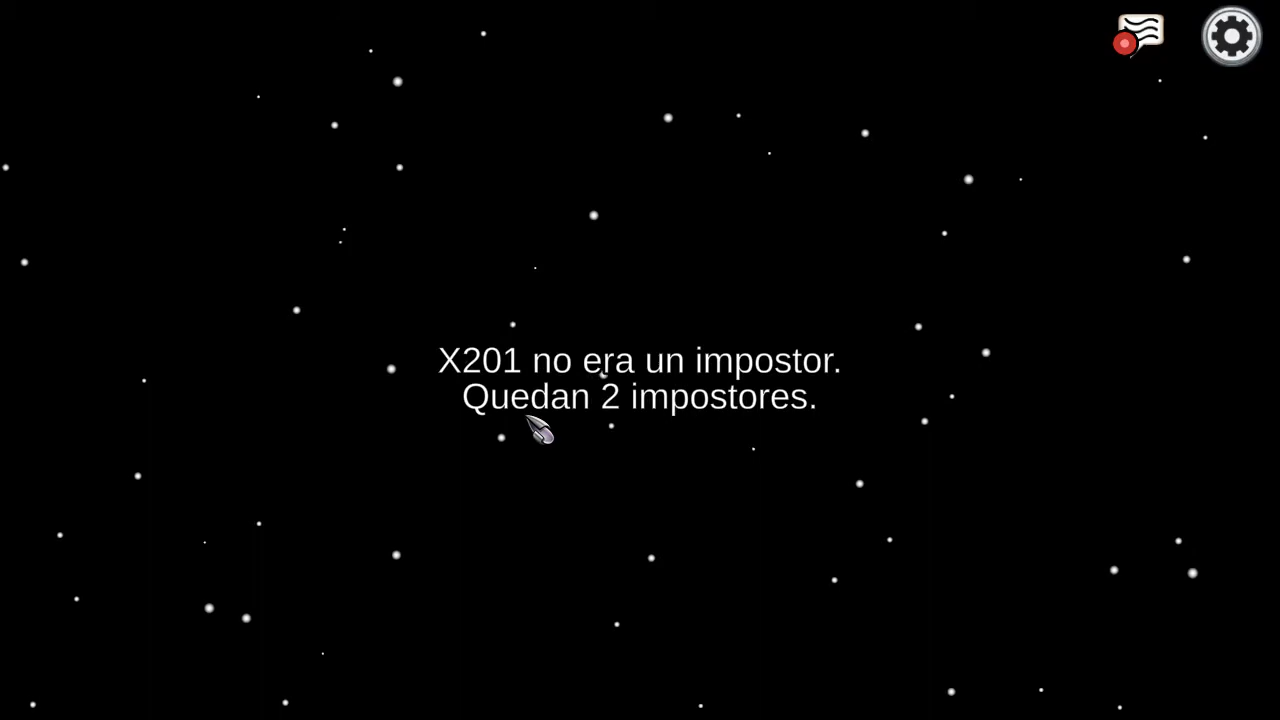 X201 no era un impostor.
Quedan 2 impostores.